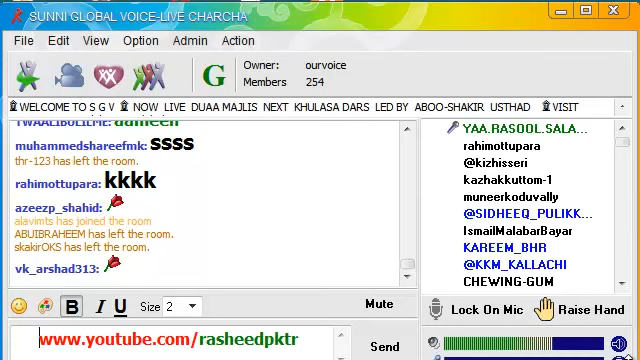 SUNNI GLOBAL VOICE-LIVE CHARCHA
File Edit View Option Admin Action
Owner: ourvoice
Members 254
G
WELCOME TO S G V NOW LIVE DUAA MAJLIS NEXT KHULASA DARS LED BY ABOO-SHAKIR USTHAD VISIT
aameen
muhammedshareefmk: ssss
thr-123 has left the room.
rahimottupara: kkkk
azeezp_shahid:
alavimts has joined the room
ABUIBRAHEEM has left the room.
skakirOKS has left the room.
vk_arshad313:
YAA.RASOOL.SALA...
rahimottupara
@kizhisseri
kazhakkuttom-1
muneerkoduvally
@SIDHEEQ_PULIKK...
IsmailMalabarBayar
KAREEM_BHR
@KKM_KALLACHI
CHEWING-GUM
B I U Size 2 Mute
Lock On Mic Raise Hand
www.youtube.com/rasheedpktr
Send